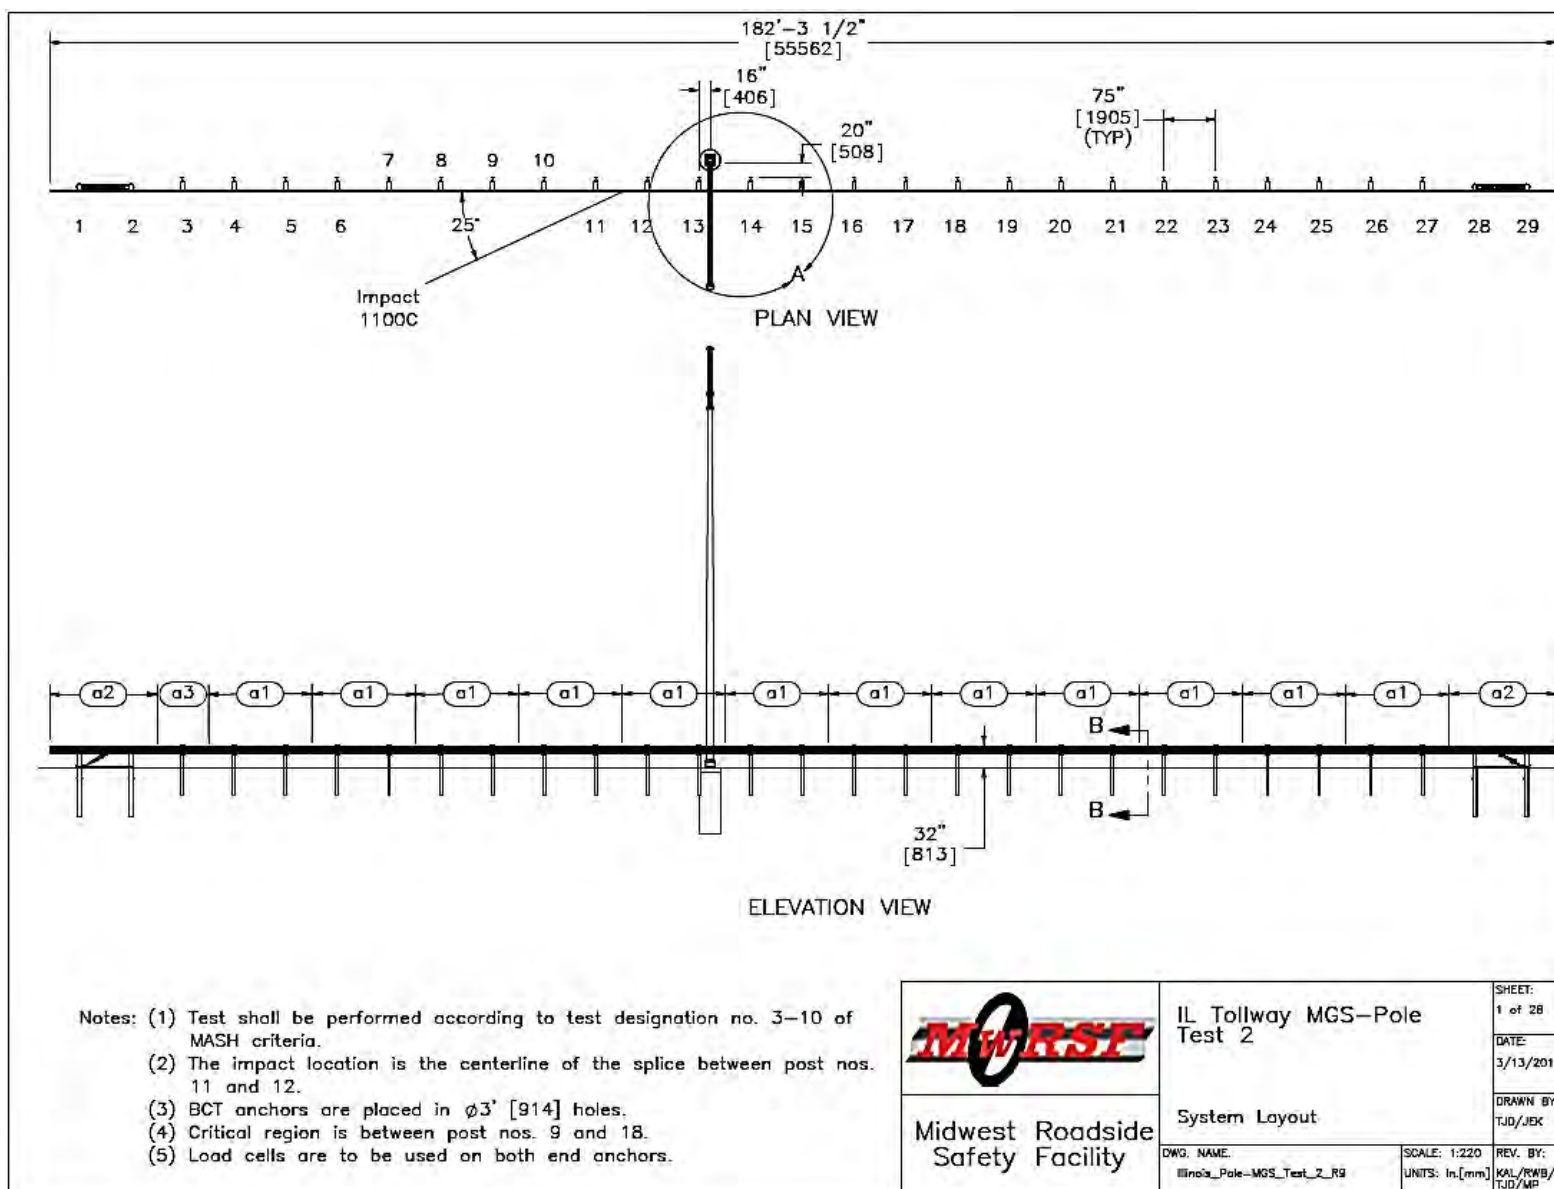 182'-3 1/2"
[55562]
16"
[406]
75"
[1905]
(TYP)
20"
[508]
7 8 9 10
1 2 3 4 5 6 25° 11 12 13 14 15 16 17 18 19 20 21 22 23 24 25 26 27 28 29
A
Impact
1100C
PLAN VIEW
a2 a3 a1 a1 a1 a1 a1 a1 a1 a1 a1 a1 a1 a1 a2
B
B
32"
[813]
ELEVATION VIEW
Notes: (1) Test shall be performed according to test designation no. 3-10 of
MASH criteria.
(2) The impact location is the centerline of the splice between post nos.
11 and 12.
(3) BCT anchors are placed in ø3' [914] holes.
(4) Critical region is between post nos. 9 and 18.
(5) Load cells are to be used on both end anchors.
MWRSF
Midwest Roadside
Safety Facility
IL Tollway MGS-Pole
Test 2
System Layout
DWG. NAME.
Illinois_Pole-MGS_Test_2_R9
SCALE: 1:220
UNITS: In.[mm]
SHEET:
1 of 28
DATE:
3/13/201
DRAWN BY
TJD/JEK
REV. BY:
KAL/RWB/
TJD/MP